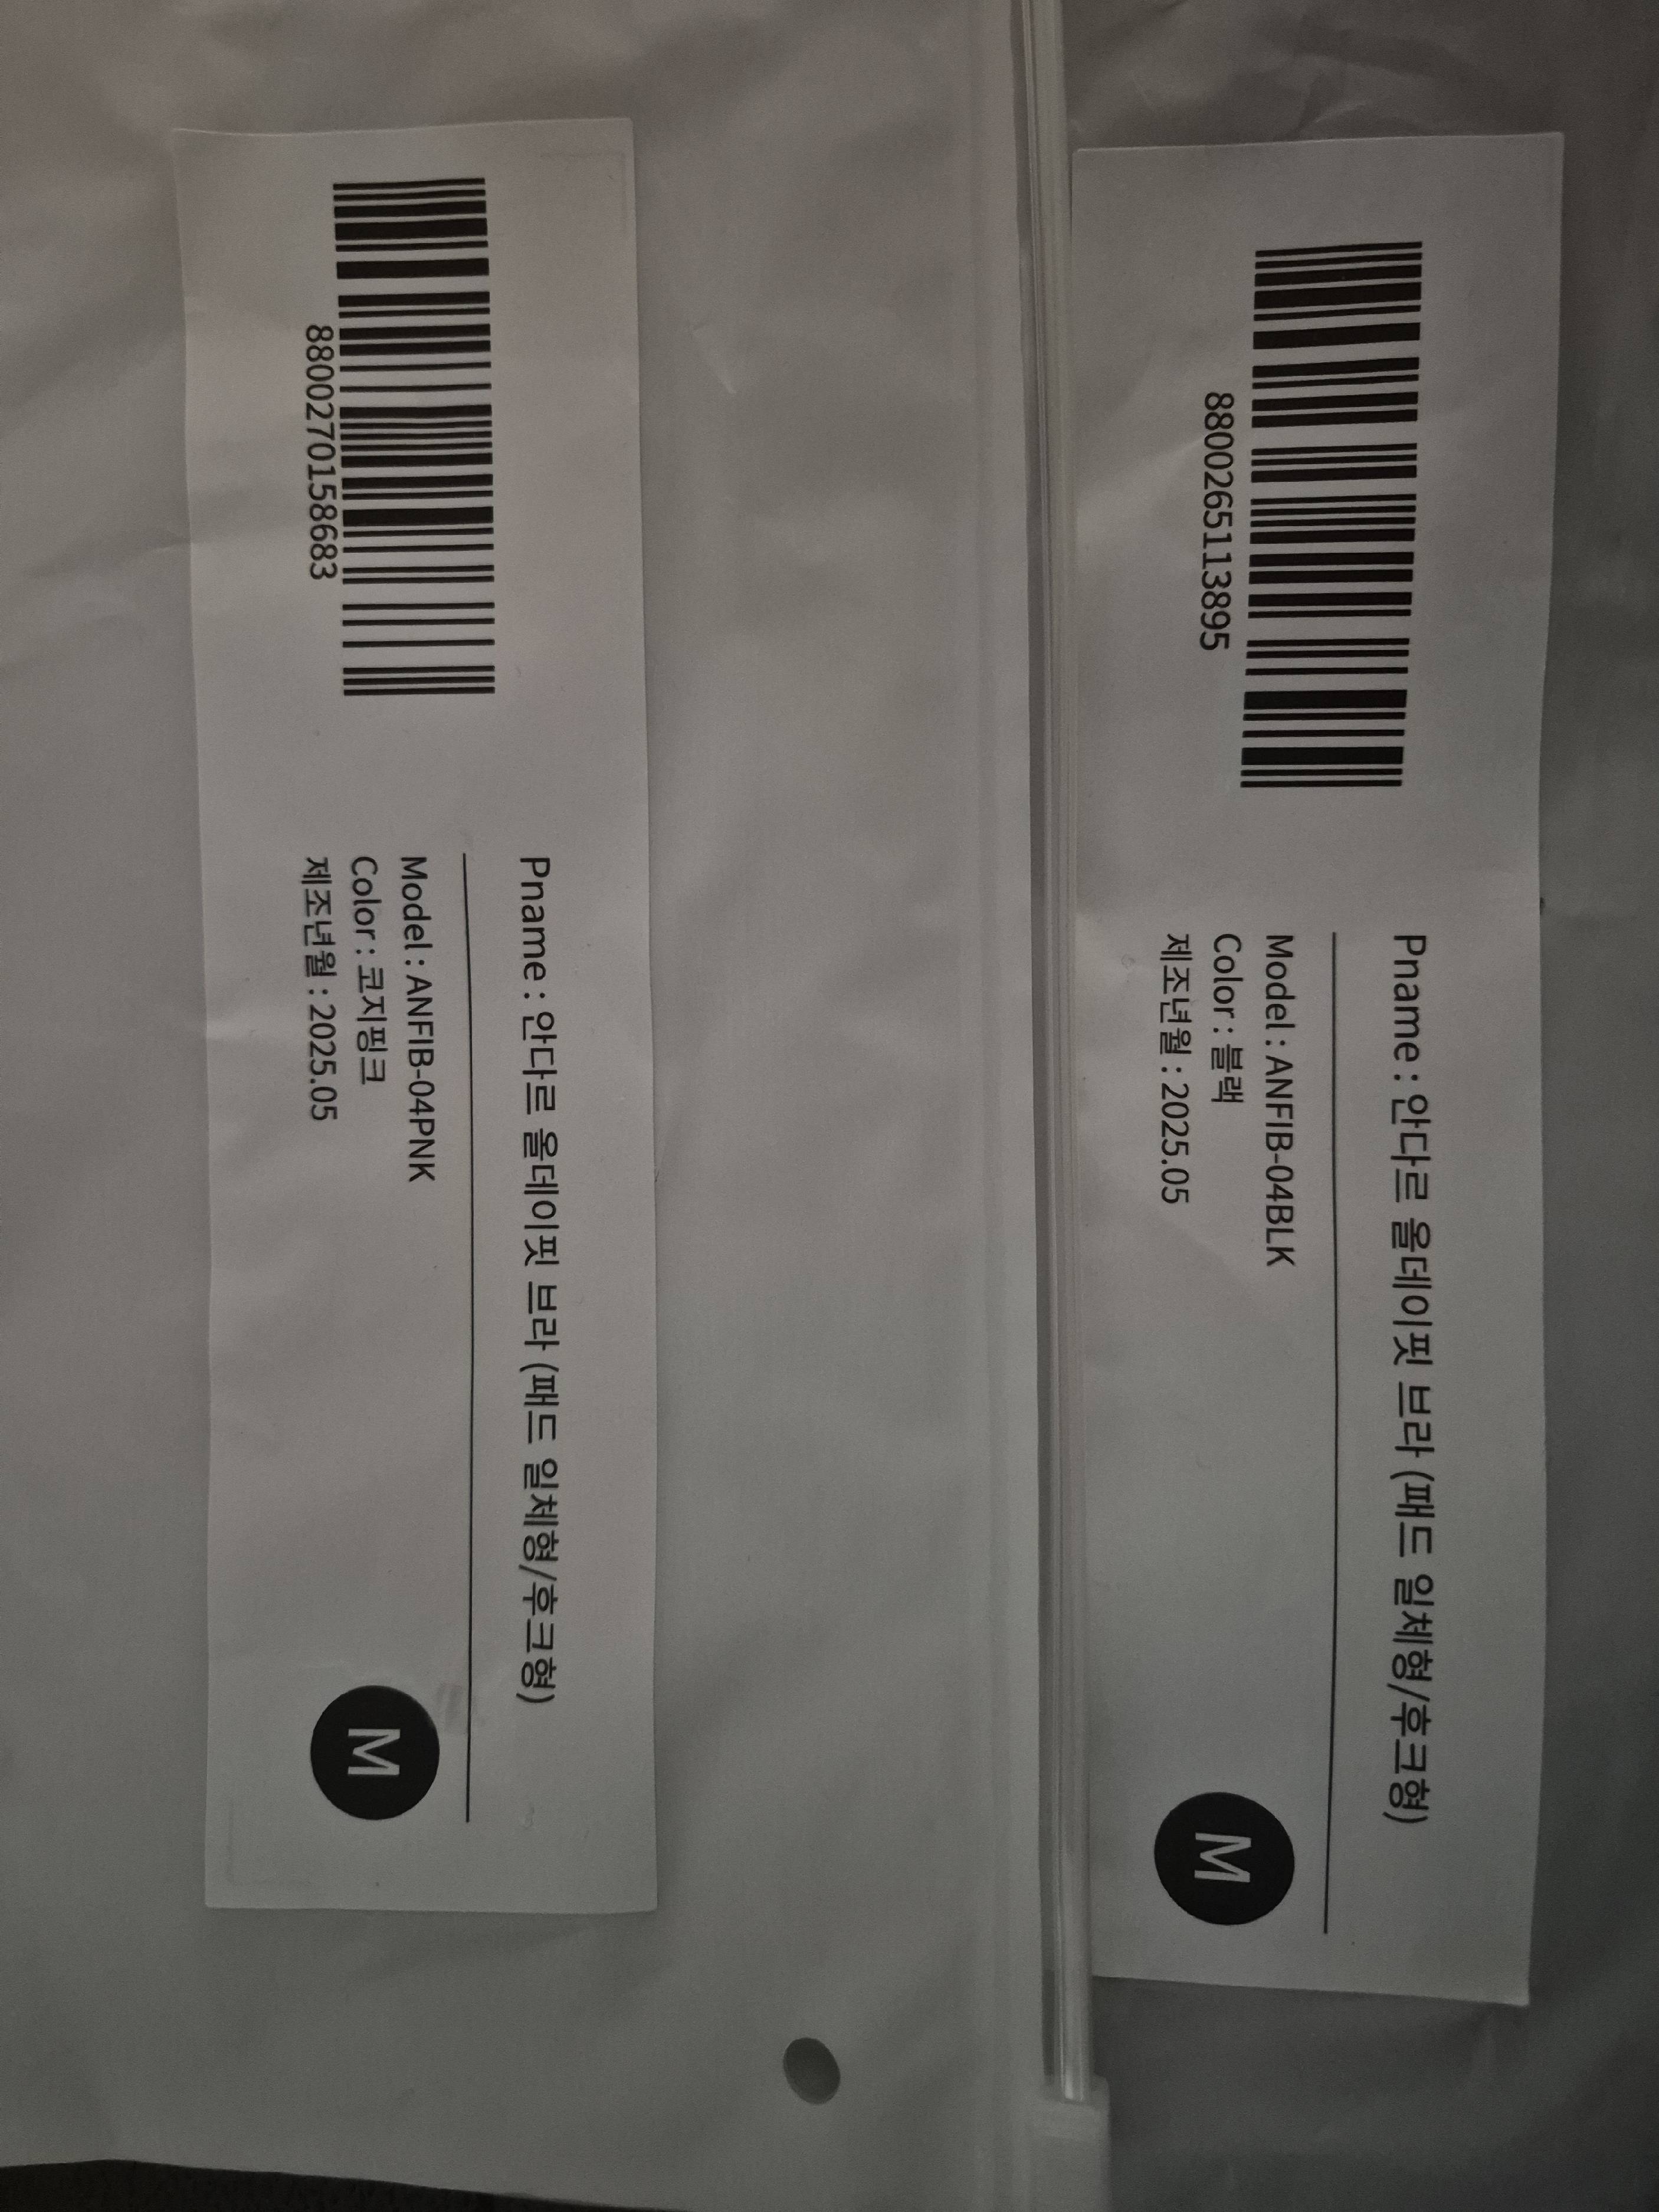 8800265113895
Pname : 안다르 올데이핏 브라 (패드 일체형/후크형)
Model : ANFIB-04BLK
Color : 블랙
제조년월 : 2025.05
M
8800270158683
Pname : 안다르 올데이핏 브라 (패드 일체형/후크형)
Model : ANFIB-04PNK
Color : 코지핑크
제조년월 : 2025.05
M